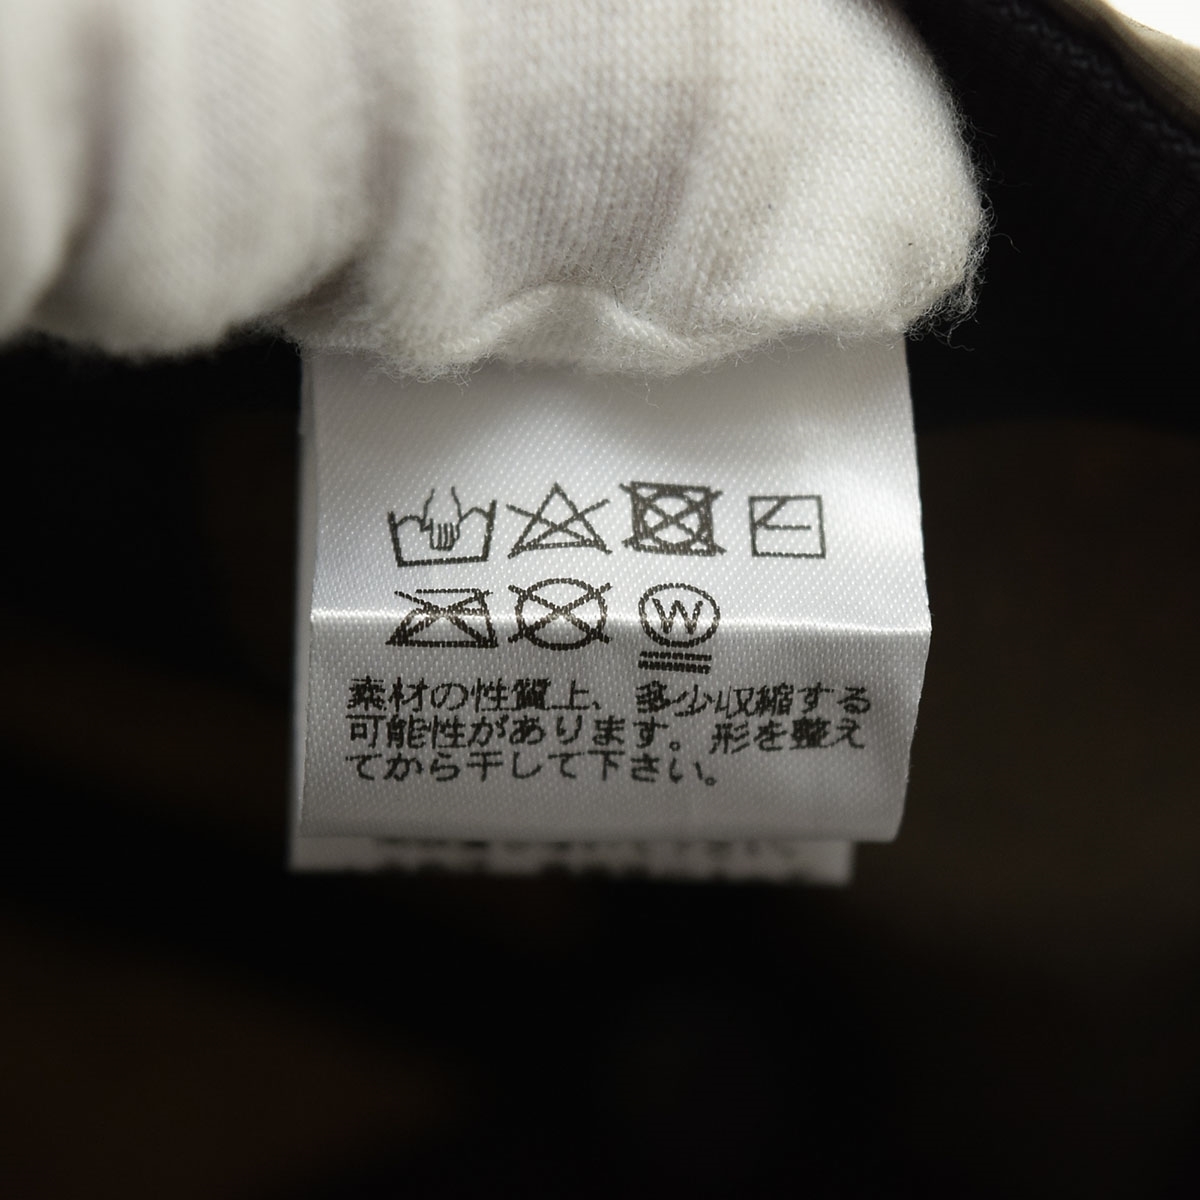 W
素材の性質上、多少収縮する
可能性があります。形を整え
てから干して下さい。